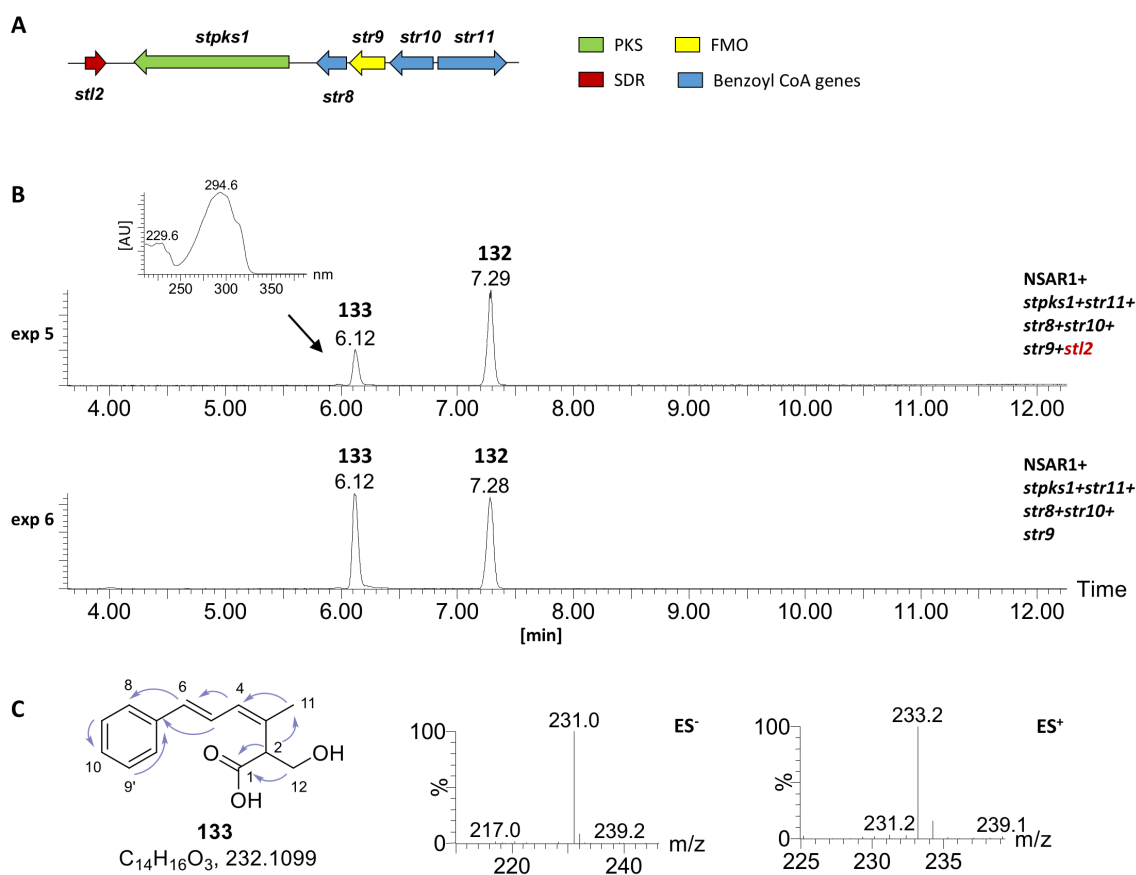 A
stpks1
str9
str10
str11
stl2
str8
PKS
FMO
SDR
Benzoyl CoA genes
B
294.6
229.6
[AU]
250
300
350
nm
exp 5
133
6.12
132
7.29
NSAR1+
stpks1+str11+
str8+str10+
str9+stl2
4.00 5.00 6.00 7.00 8.00 9.00 10.00 11.00 12.00
exp 6
133
6.12
132
7.28
NSAR1+
stpks1+str11+
str8+str10+
str9
Time
4.00 5.00 6.00 7.00 8.00 9.00 10.00 11.00 12.00
[min]
C
8
6
4
11
10
9'
O
2
OH
1
12
OH
133
C14H16O3, 232.1099
100
%
0
231.0
ES-
217.0
239.2
m/z
220
240
100
%
0
233.2
ES+
231.2
239.1
m/z
225
230
235